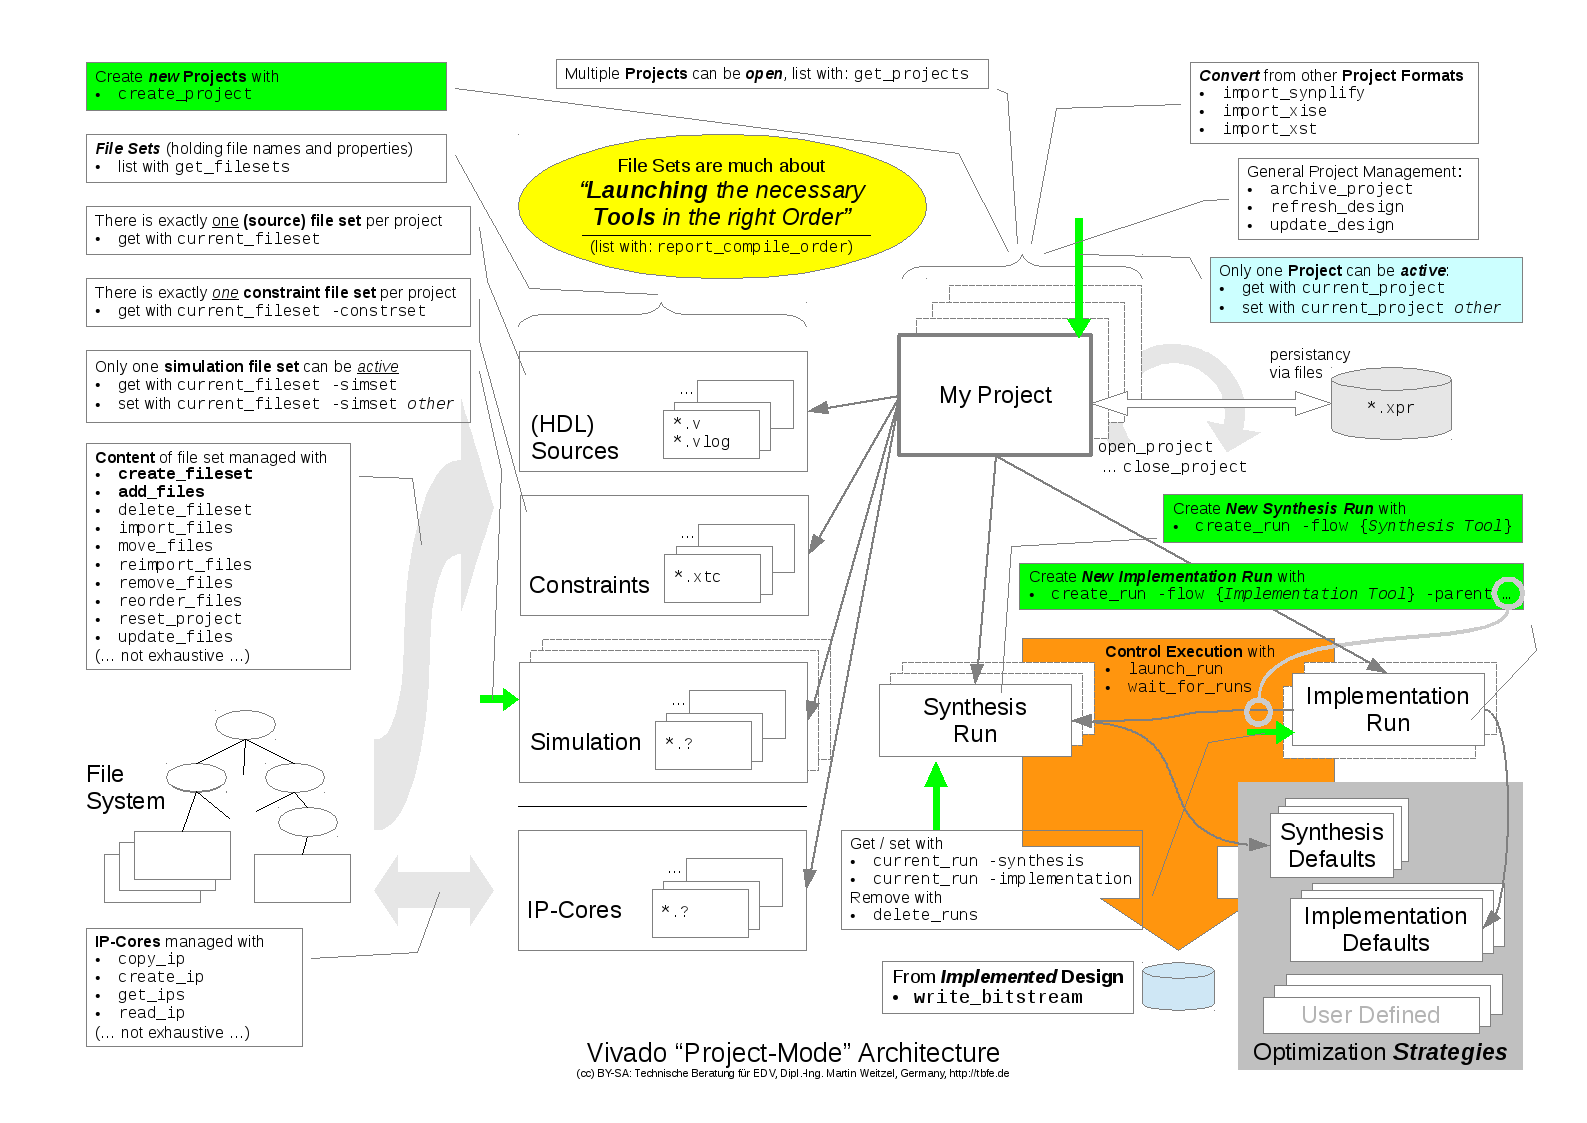 Create new Projects with
• create_project
Multiple Projects can be open, list with: get_projects
Convert from other Project Formats
• import_synplify
• import_xise
• import_xst
File Sets (holding file names and properties)
• list with get_filesets
File Sets are much about
“Launching the necessary
Tools in the right Order”
(list with: report_compile_order)
General Project Management:
• archive_project
• refresh_design
• update_design
There is exactly one (source) file set per project
• get with current_fileset
Only one Project can be active:
• get with current_project
• set with current_project other
There is exactly one constraint file set per project
• get with current_fileset -constrset
Only one simulation file set can be active
• get with current_fileset -simset
• set with current_fileset -simset other
(HDL)
Sources
...
*.v
*.vlog
My Project
persistancy
via files
*.xpr
open_project
... close_project
Content of file set managed with
• create_fileset
• add_files
• delete_fileset
• import_files
• move_files
• reimport_files
• remove_files
• reorder_files
• reset_project
• update_files
(... not exhaustive ...)
Constraints
...
*.xtc
Create New Synthesis Run with
• create_run -flow {Synthesis Tool}
Create New Implementation Run with
• create_run -flow {Implementation Tool} -parent ...
Control Execution with
• launch_run
• wait_for_runs
Simulation
...
*.?
Synthesis
Run
Implementation
Run
File
System
Get / set with
• current_run -synthesis
• current_run -implementation
Remove with
• delete_runs
Synthesis
Defaults
IP-Cores
...
*.?
Implementation
Defaults
IP-Cores managed with
• copy_ip
• create_ip
• get_ips
• read_ip
(... not exhaustive ...)
From Implemented Design
• write_bitstream
User Defined
Optimization Strategies
Vivado “Project-Mode” Architecture
(cc) BY-SA: Technische Beratung für EDV, Dipl.-Ing. Martin Weitzel, Germany, http://tbfe.de